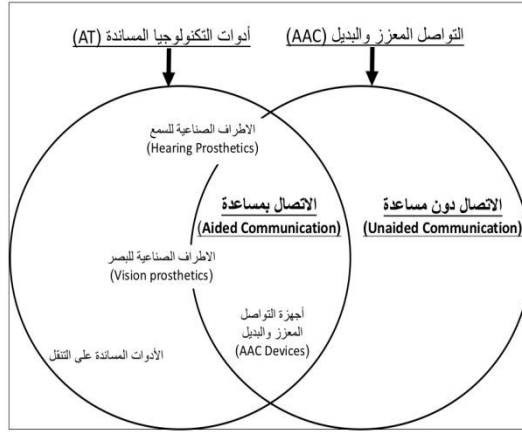 التواصل المعزز والبديل (AAC)
أدوات التكنولوجيا المساندة (AT)
الاطراف الصناعية للسمع
(Hearing Prosthetics)
الاتصال دون مساعدة
(Unaided Communication)
الاتصال بمساعدة
(Aided Communication)
الاطراف الصناعية للبصر
(Vision prosthetics)
أجهزة التواصل
المعزز والبديل
(AAC Devices)
الأدوات المساندة على التنقل